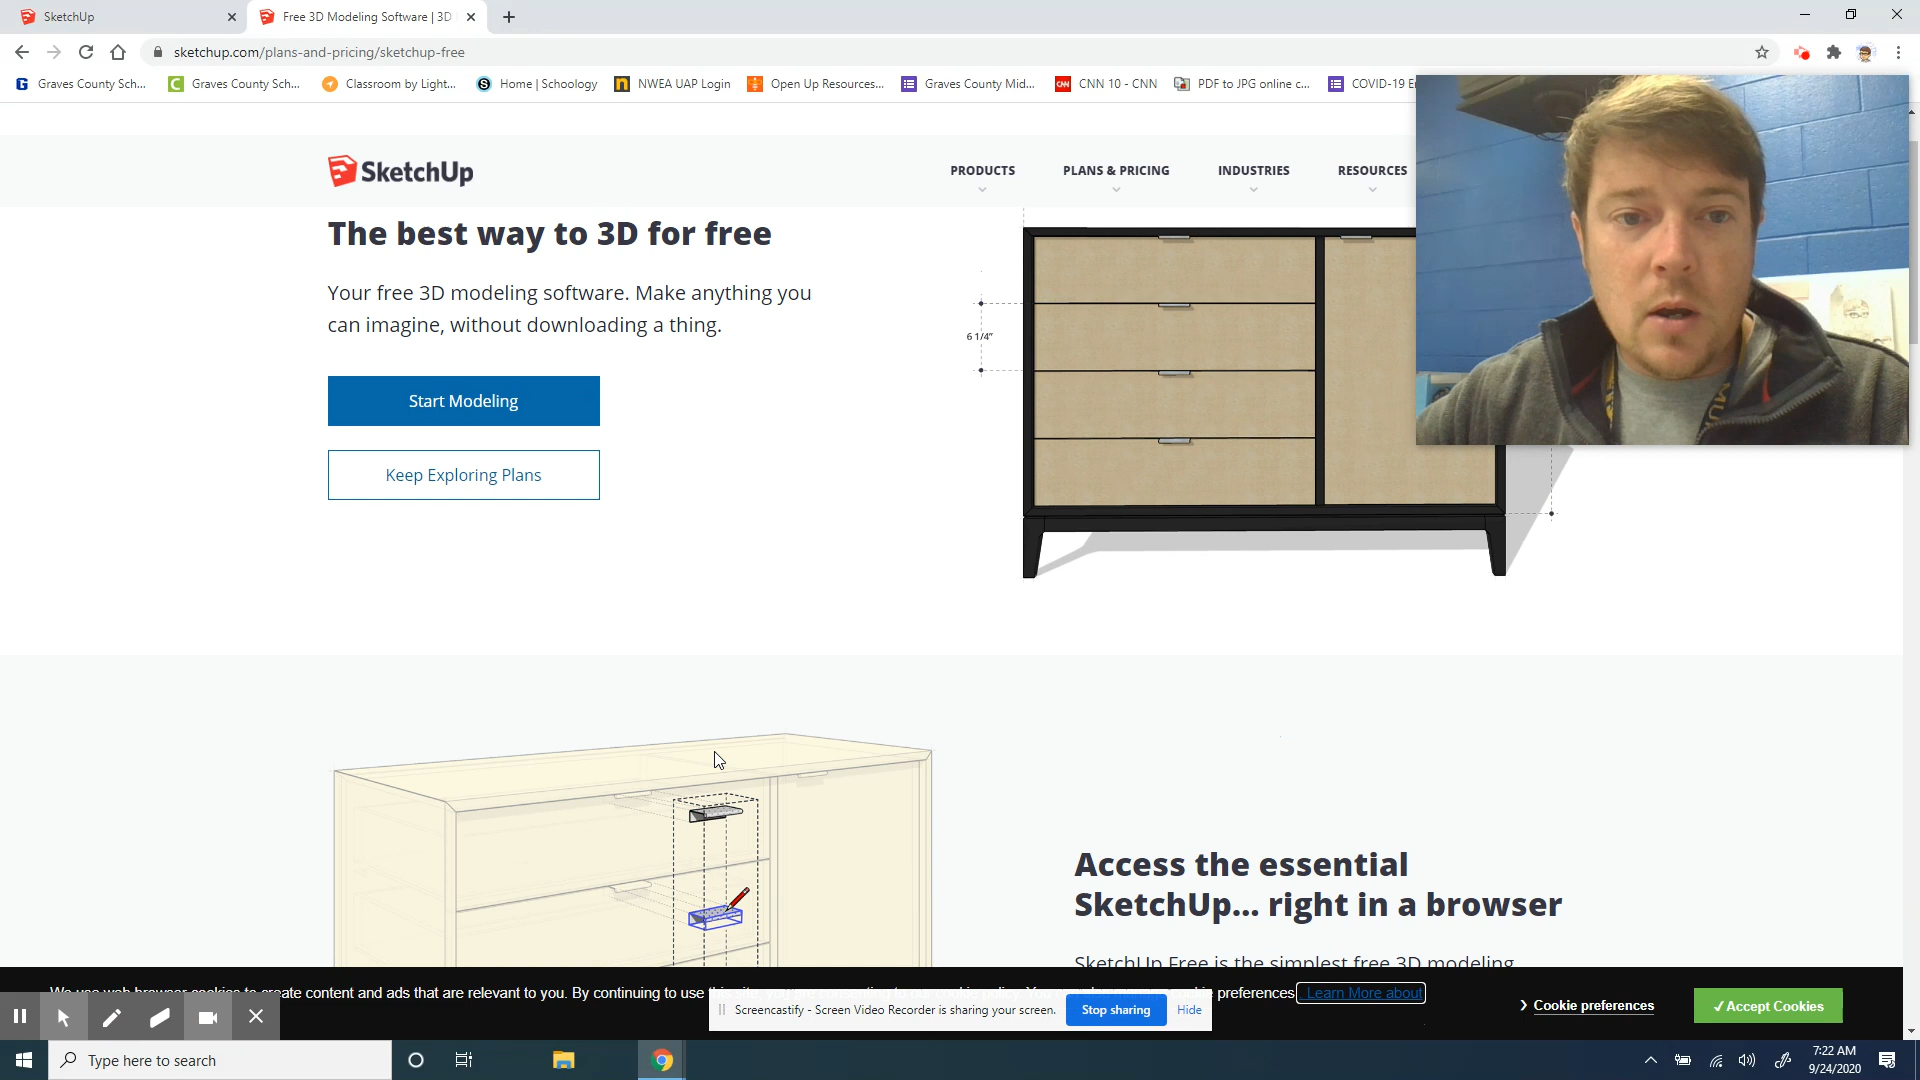 SketchUp
Free 3D Modeling Software | 3D
sketchup.com/plans-and-pricing/sketchup-free
Graves County Sch...
Graves County Sch...
Classroom by Light...
Home | Schoology
NWEA UAP Login
Open Up Resources...
Graves County Mid...
CNN 10 - CNN
PDF to JPG online c...
COVID-19
SketchUp
PRODUCTS
PLANS & PRICING
INDUSTRIES
RESOURCES
The best way to 3D for free
Your free 3D modeling software. Make anything you
can imagine, without downloading a thing.
Start Modeling
Keep Exploring Plans
6 1/4"
Access the essential
SketchUp... right in a browser
SketchUp Free is the simplest free 3D modeling
We use web browser cookies to create content and ads that are relevant to you. By continuing to use this site, you are consenting to our cookie policy. You preferences Learn More about
Cookie preferences
✓Accept Cookies
Screencastify - Screen Video Recorder is sharing your screen.
Stop sharing
Hide
Type here to search
7:22 AM
9/24/2020